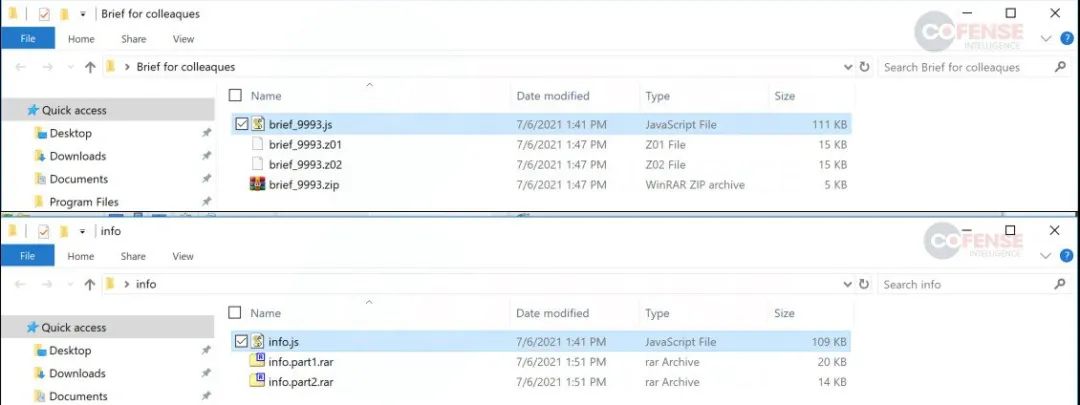 Brief for colleaques
COFENSE
INTELLIGENCE
File Home Share View
Brief for colleaques
Search Brief for colleaques
Name Date modified Type Size
Quick access
brief_9993.js 7/6/2021 1:41 PM JavaScript File 111 KB
Desktop
brief_9993.z01 7/6/2021 1:47 PM Z01 File 15 KB
Downloads
brief_9993.z02 7/6/2021 1:47 PM Z02 File 15 KB
Documents
brief_9993.zip 7/6/2021 1:47 PM WinRAR ZIP archive 5 KB
Program Files
info
COFENSE
INTELLIGENCE
File Home Share View
info
Search info
Name Date modified Type Size
Quick access
info.js 7/6/2021 1:41 PM JavaScript File 109 KB
Desktop
info.part1.rar 7/6/2021 1:51 PM rar Archive 20 KB
Downloads
info.part2.rar 7/6/2021 1:51 PM rar Archive 14 KB
Documents